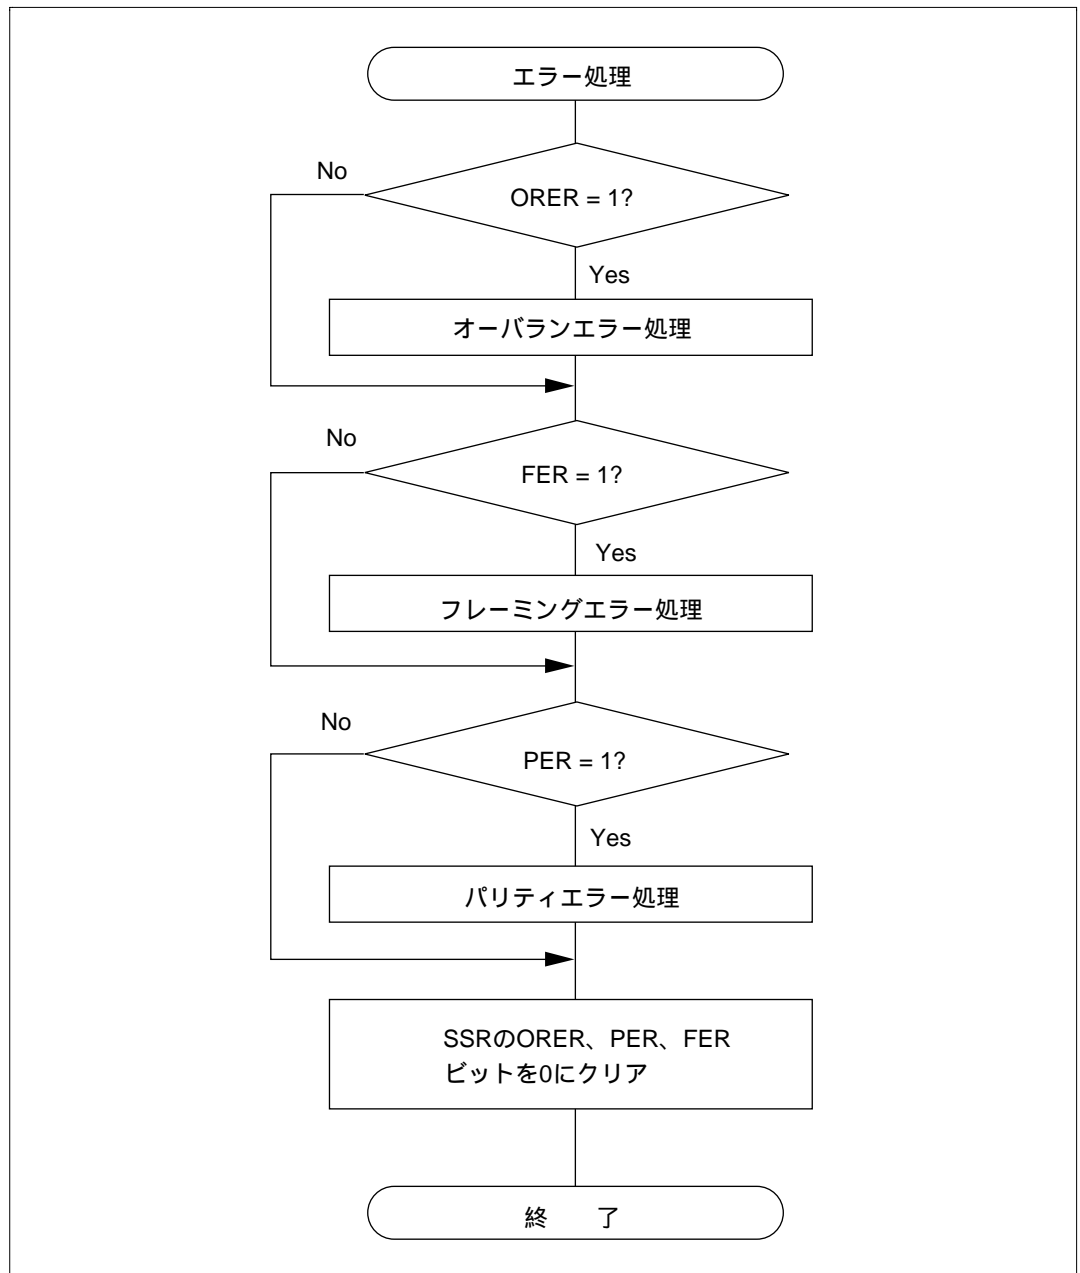 エラー処理
No
ORER = 1?
Yes
オーバランエラー処理
No
FER = 1?
Yes
フレーミングエラー処理
No
PER = 1?
Yes
パリティエラー処理
SSRのORER、PER、FER
ビットを0にクリア
終　　了